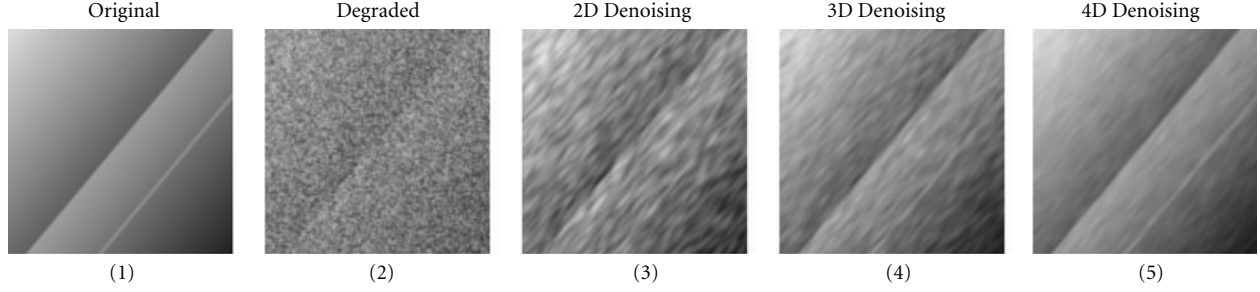 Original Degraded 2D Denoising 3D Denoising 4D Denoising
(1) (2) (3) (4) (5)